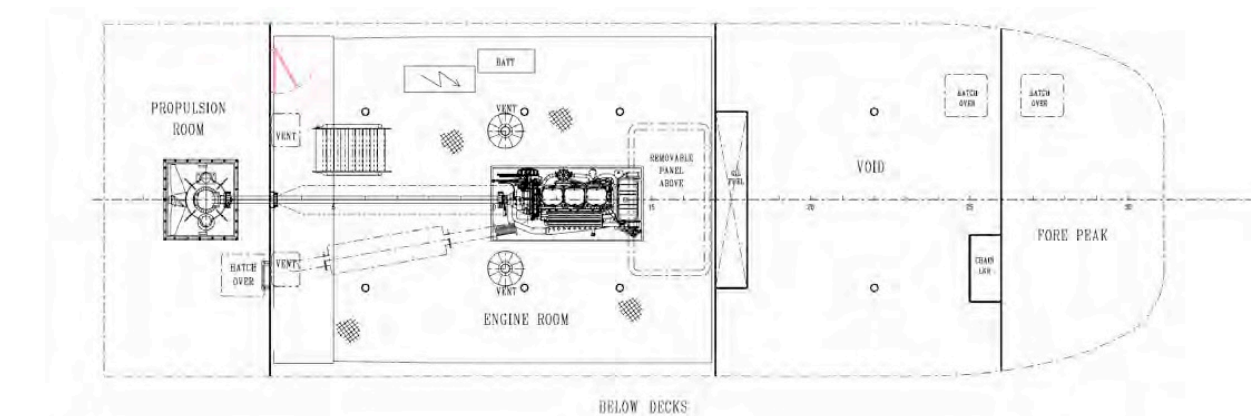 PROPULSION
ROOM
VENT
BATT
VENT
REMOVABLE
PANEL
ABOVE
FUEL
VOID
HATCH
OVER
HATCH
OVER
15
20
25
30
FORE PEAK
CHAIN
LKR
HATCH
OVER
VENT
VENT
ENGINE ROOM
BELOW DECKS